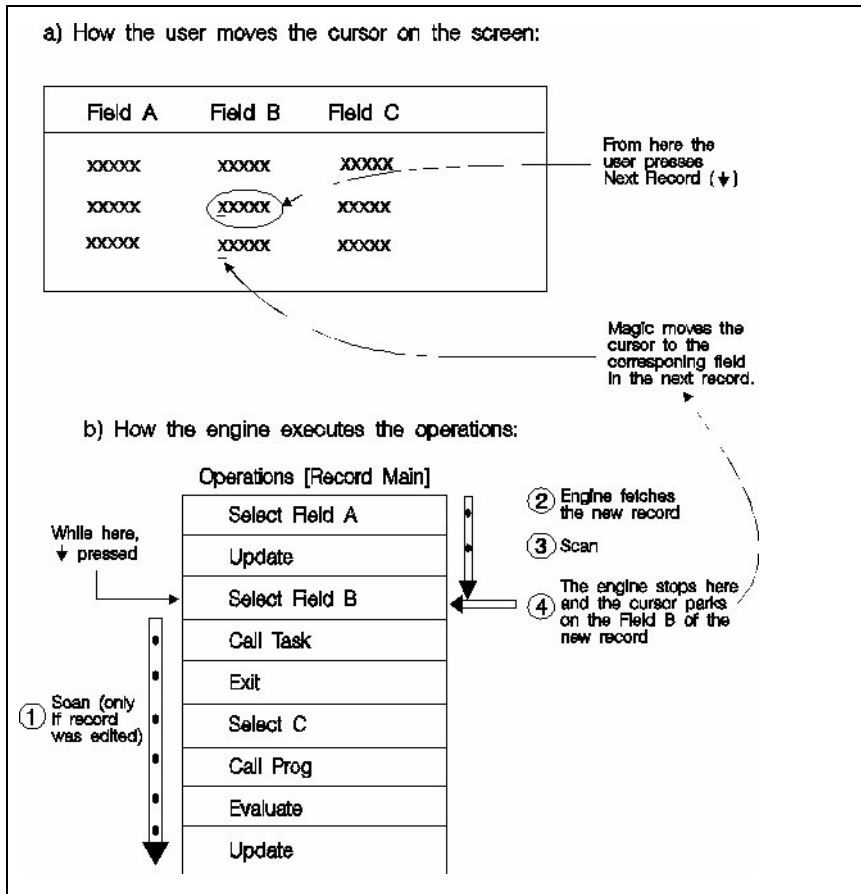 a) How the user moves the cursor on the screen:
Field A Field B Field C
xxxxx xxxxx xxxxx
xxxxx xxxxx xxxxx
xxxxx xxxxx xxxxx
From here the
user presses
Next Record (↓)
Magic moves the
cursor to the
corresponing field
in the next record.
b) How the engine executes the operations:
Operations [Record Main]
Select Field A
Update
Select Field B
Call Task
Exit
Select C
Call Prog
Evaluate
Update
While here,
↓ pressed
1 Scan (only
if record
was edited)
2 Engine fetches
the new record
3 Scan
4 The engine stops here
and the cursor parks
on the Field B of the
new record